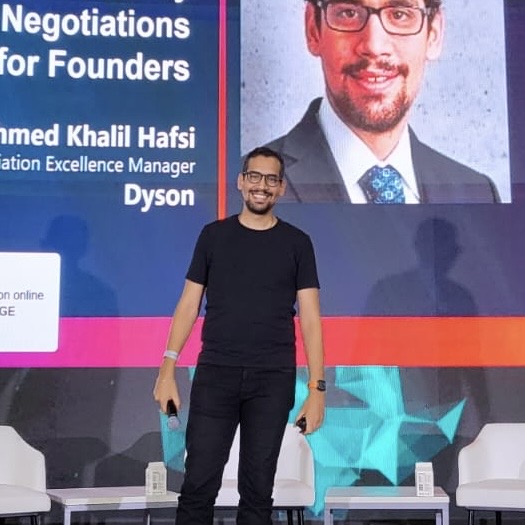 Negotiations
for Founders
hmed Khalil Hafsi
iation Excellence Manager
Dyson
on online
GE